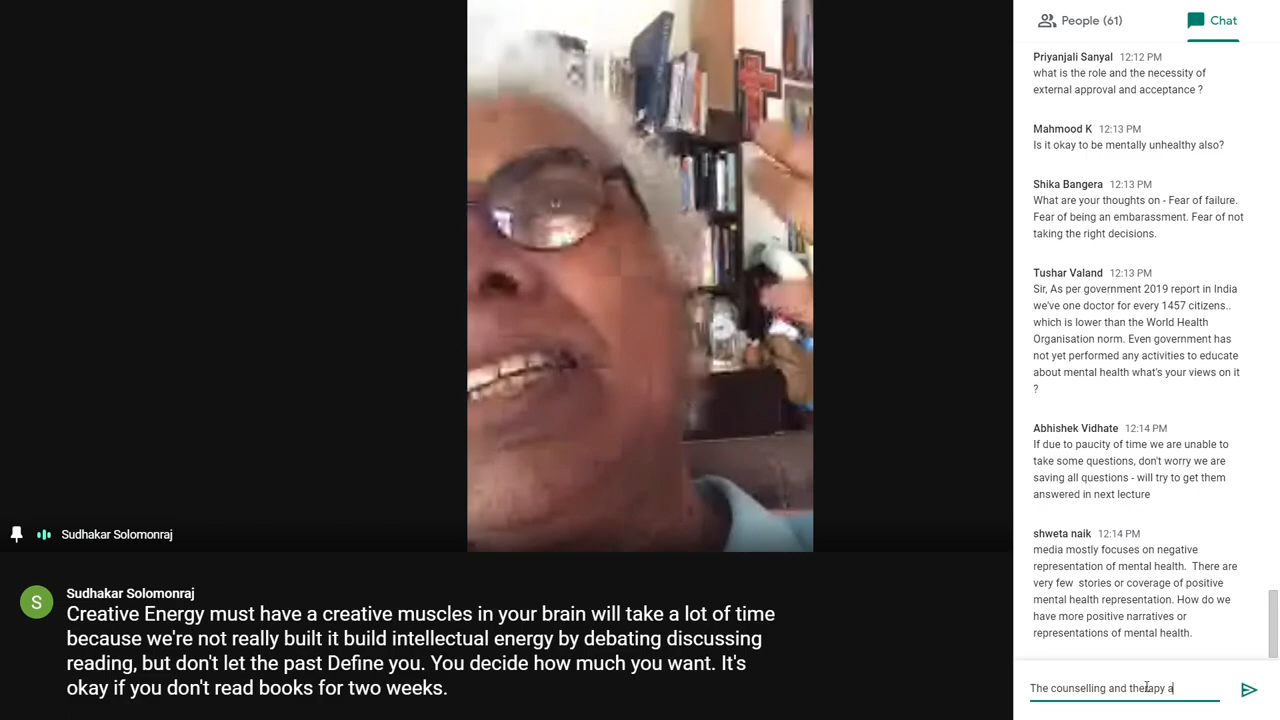 People (61)
Chat
Priyanjali Sanyal 12:12 PM
what is the role and the necessity of
external approval and acceptance ?
Mahmood K 12:13 PM
Is it okay to be mentally unhealthy also?
Shika Bangera 12:13 PM
What are your thoughts on - Fear of failure.
Fear of being an embarassment. Fear of not
taking the right decisions.
Tushar Valand 12:13 PM
Sir, As per government 2019 report in India
we've one doctor for every 1457 citizens..
which is lower than the World Health
Organisation norm. Even government has
not yet performed any activities to educate
about mental health what's your views on it
?
Abhishek Vidhate 12:14 PM
If due to paucity of time we are unable to
take some questions, don't worry we are
saving all questions - will try to get them
answered in next lecture
shweta naik 12:14 PM
media mostly focuses on negative
representation of mental health. There are
very few stories or coverage of positive
mental health representation. How do we
have more positive narratives or
representations of mental health.
The counselling and therapy a
Sudhakar Solomonraj
S
Sudhakar Solomonraj
Creative Energy must have a creative muscles in your brain will take a lot of time
because we're not really built it build intellectual energy by debating discussing
reading, but don't let the past Define you. You decide how much you want. It's
okay if you don't read books for two weeks.